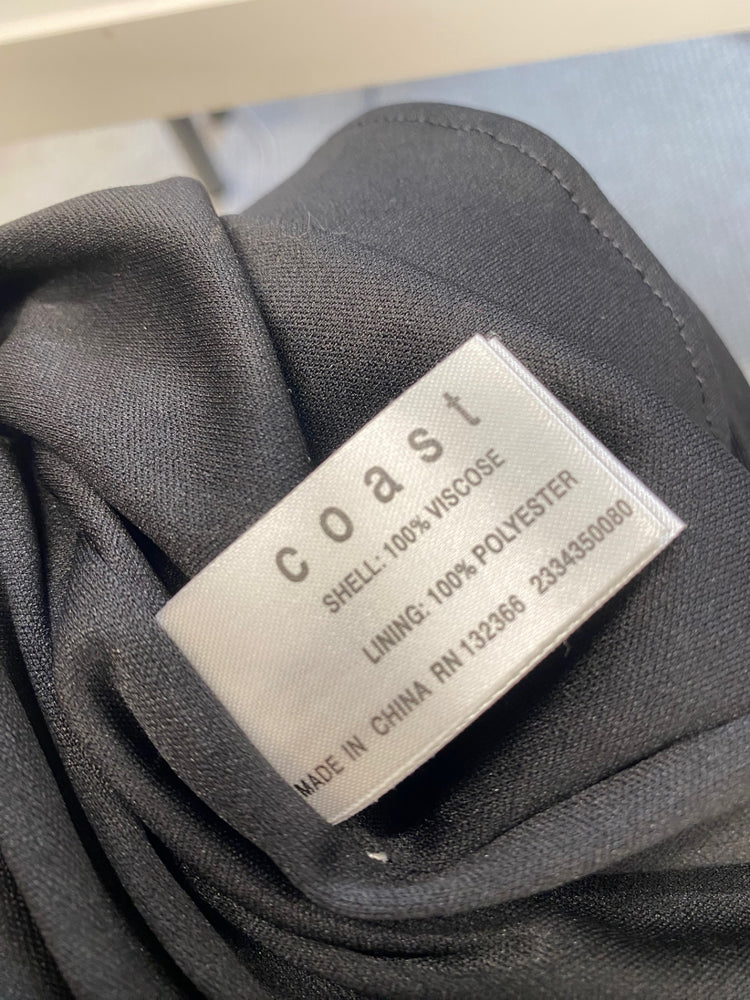 coast
SHELL: 100% VISCOSE
LINING: 100% POLYESTER
MADE IN CHINA RN 132366 2334350080